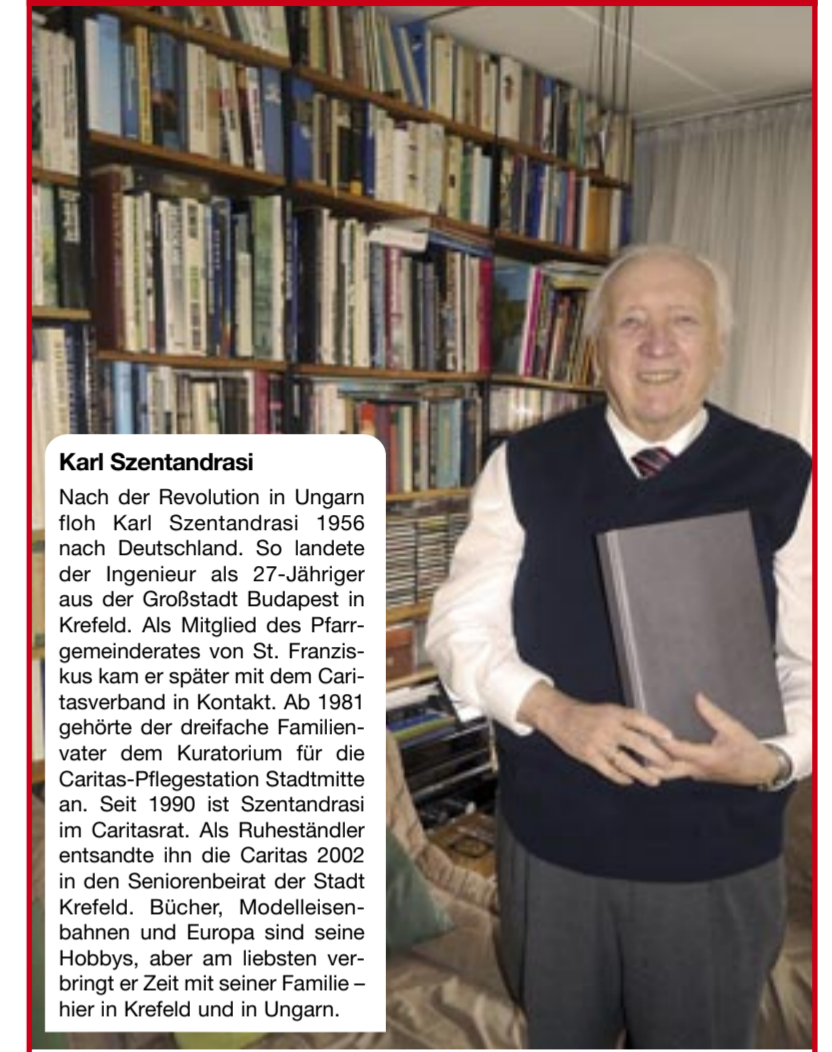 Karl Szentandrasi
Nach der Revolution in Ungarn
floh Karl Szentandrasi 1956
nach Deutschland. So landete
der Ingenieur als 27-Jähriger
aus der Großstadt Budapest in
Krefeld. Als Mitglied des Pfarr-
gemeinderates von St. Franzis-
kus kam er später mit dem Cari-
tasverband in Kontakt. Ab 1981
gehörte der dreifache Familien-
vater dem Kuratorium für die
Caritas-Pflegestation Stadtmitte
an. Seit 1990 ist Szentandrasi
im Caritasrat. Als Ruheständler
entsandte ihn die Caritas 2002
in den Seniorenbeirat der Stadt
Krefeld. Bücher, Modelleisen-
bahnen und Europa sind seine
Hobbys, aber am liebsten ver-
bringt er Zeit mit seiner Familie –
hier in Krefeld und in Ungarn.